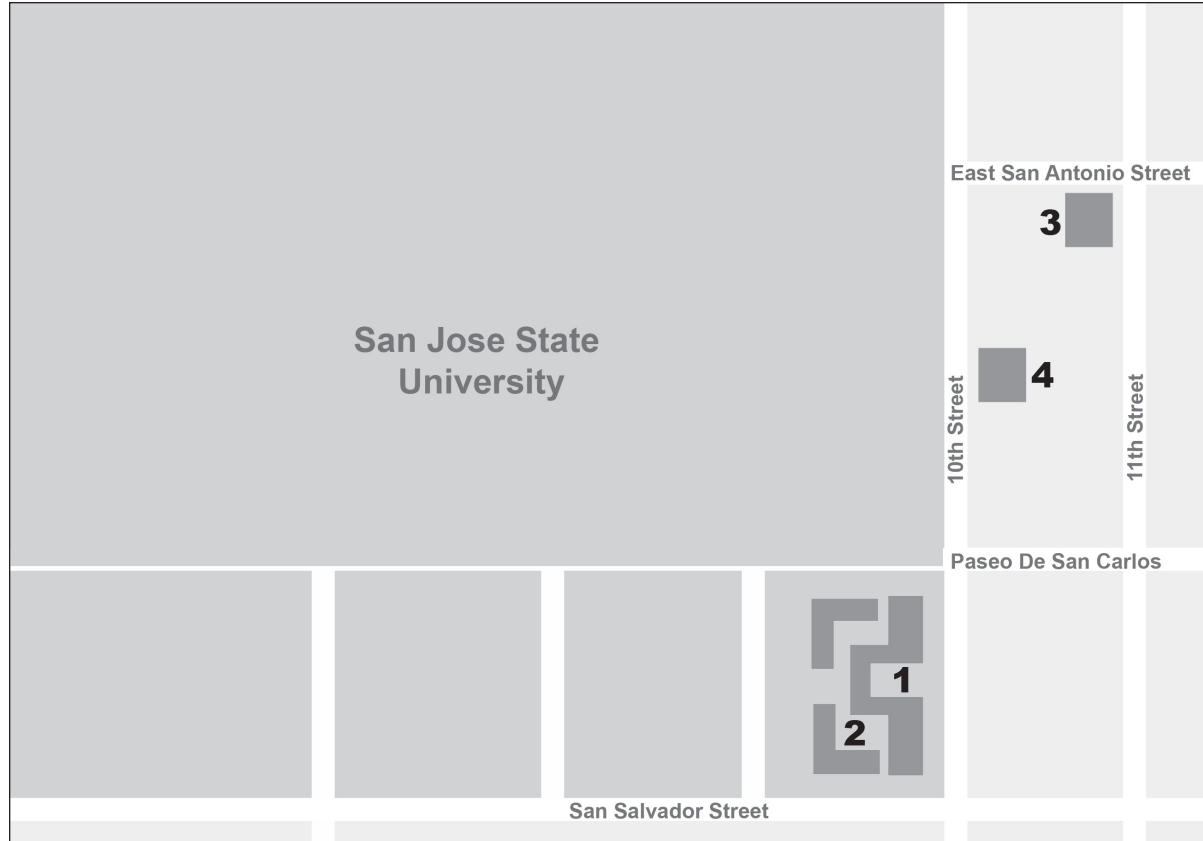 East San Antonio Street
3
San Jose State
University
4
10th Street
11th Street
Paseo De San Carlos
1
2
San Salvador Street